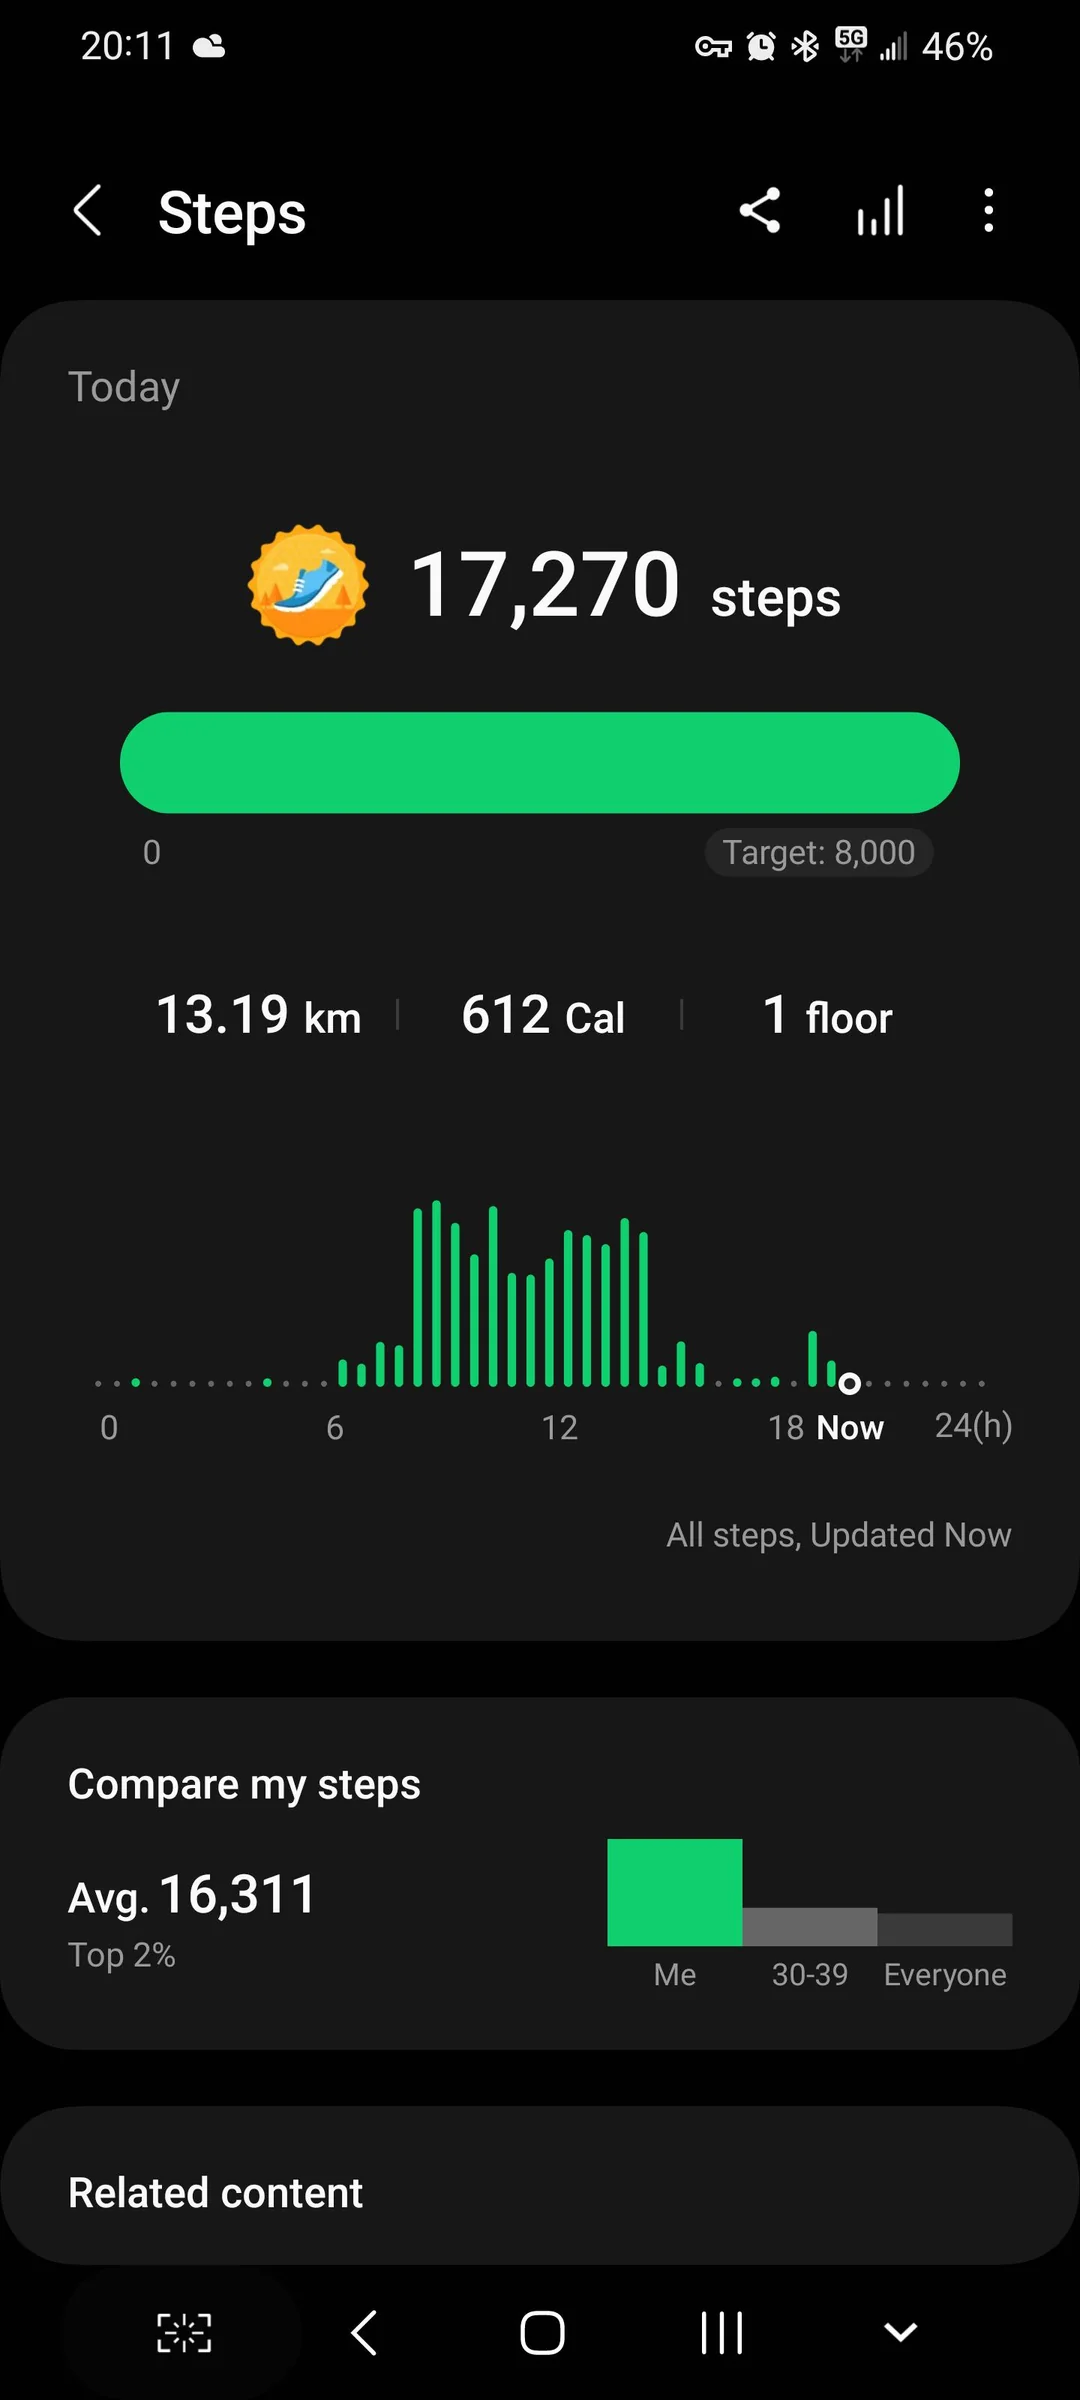 20:11 5G 46%
Steps
Today
17,270 steps
0 Target: 8,000
13.19 km 612 Cal 1 floor
0 6 12 18 Now 24(h)
All steps, Updated Now
Compare my steps
Avg. 16,311
Top 2%
Me 30-39 Everyone
Related content